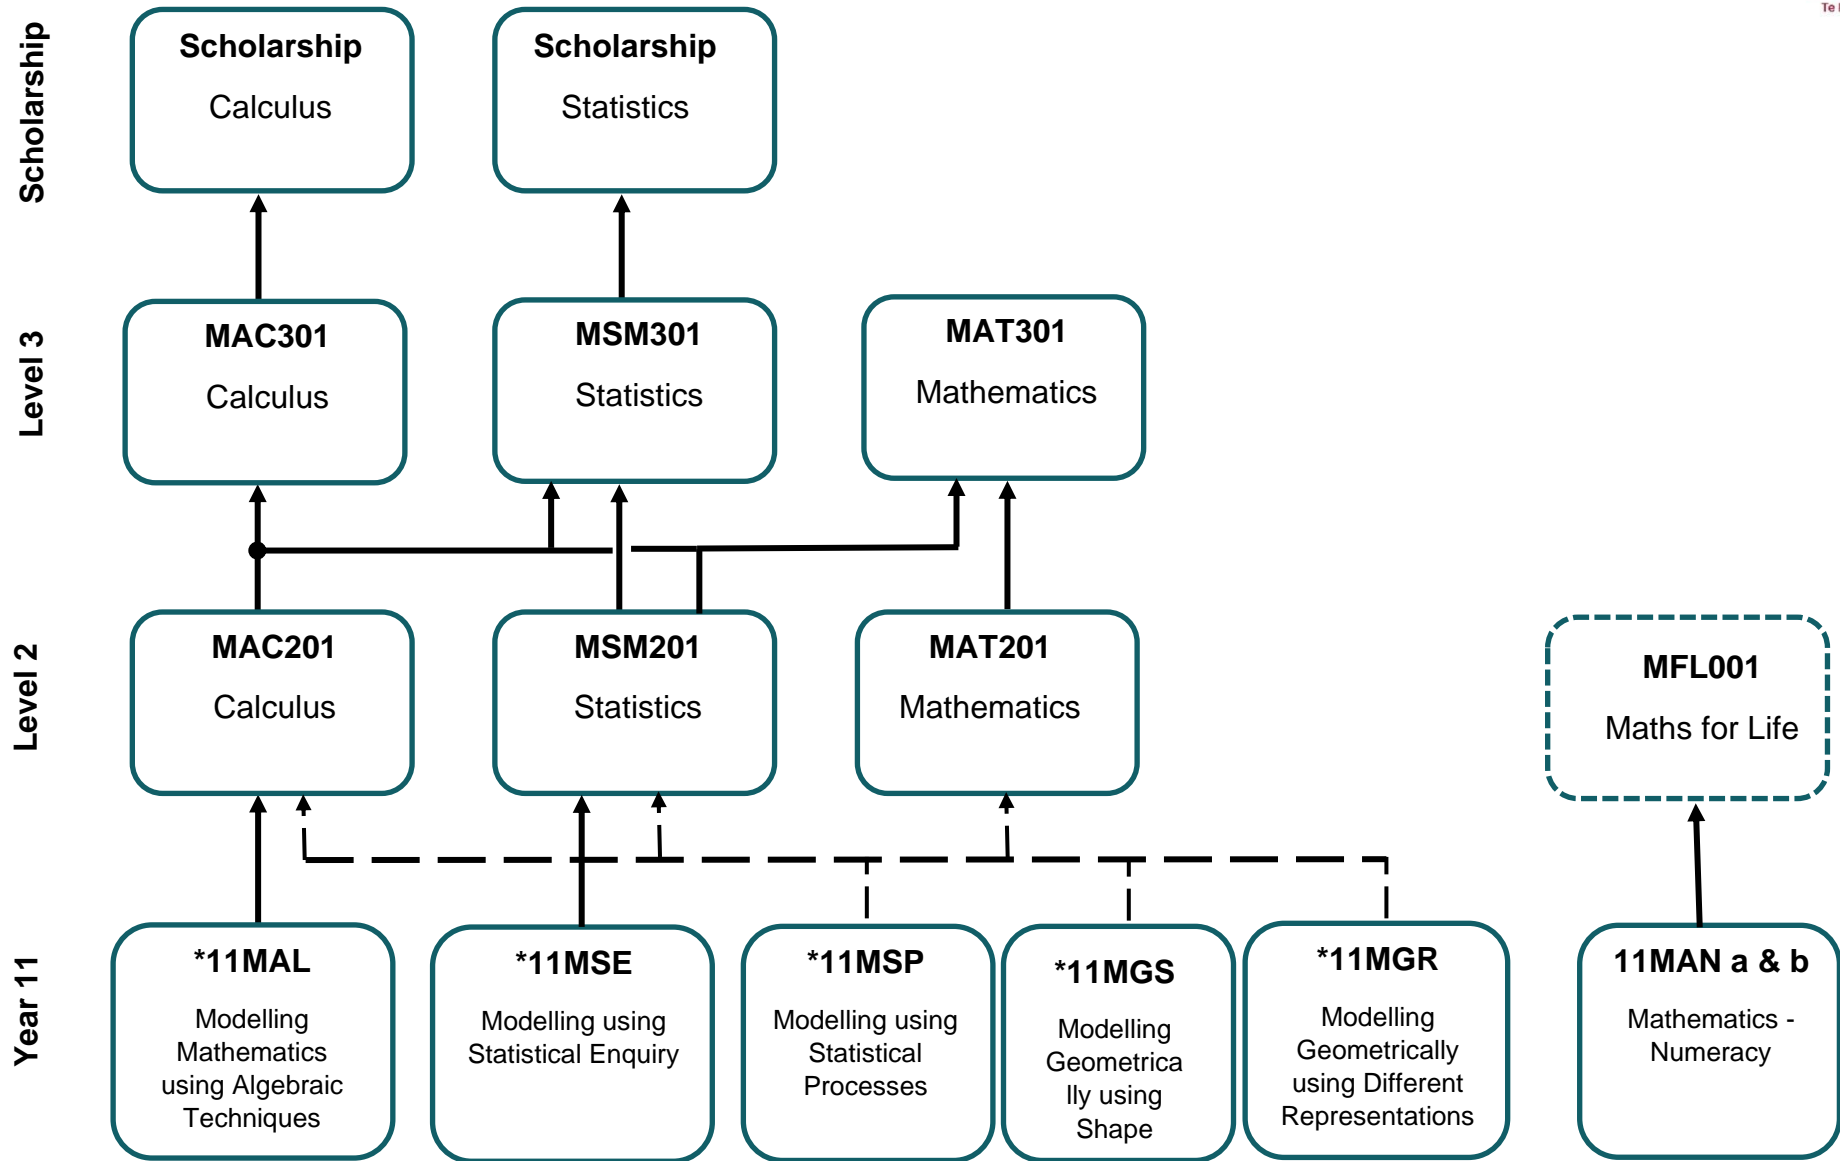 Te
Scholarship
Scholarship
Calculus
Scholarship
Statistics
Level 3
MAC301
Calculus
MSM301
Statistics
MAT301
Mathematics
Level 2
MAC201
Calculus
MSM201
Statistics
MAT201
Mathematics
MFL001
Maths for Life
Year 11
*11MAL
Modelling
Mathematics
using Algebraic
Techniques
*11MSE
Modelling using
Statistical Enquiry
*11MSP
Modelling using
Statistical
Processes
*11MGS
Modelling
Geometrica
lly using
Shape
*11MGR
Modelling
Geometrically
using Different
Representations
11MAN a & b
Mathematics -
Numeracy